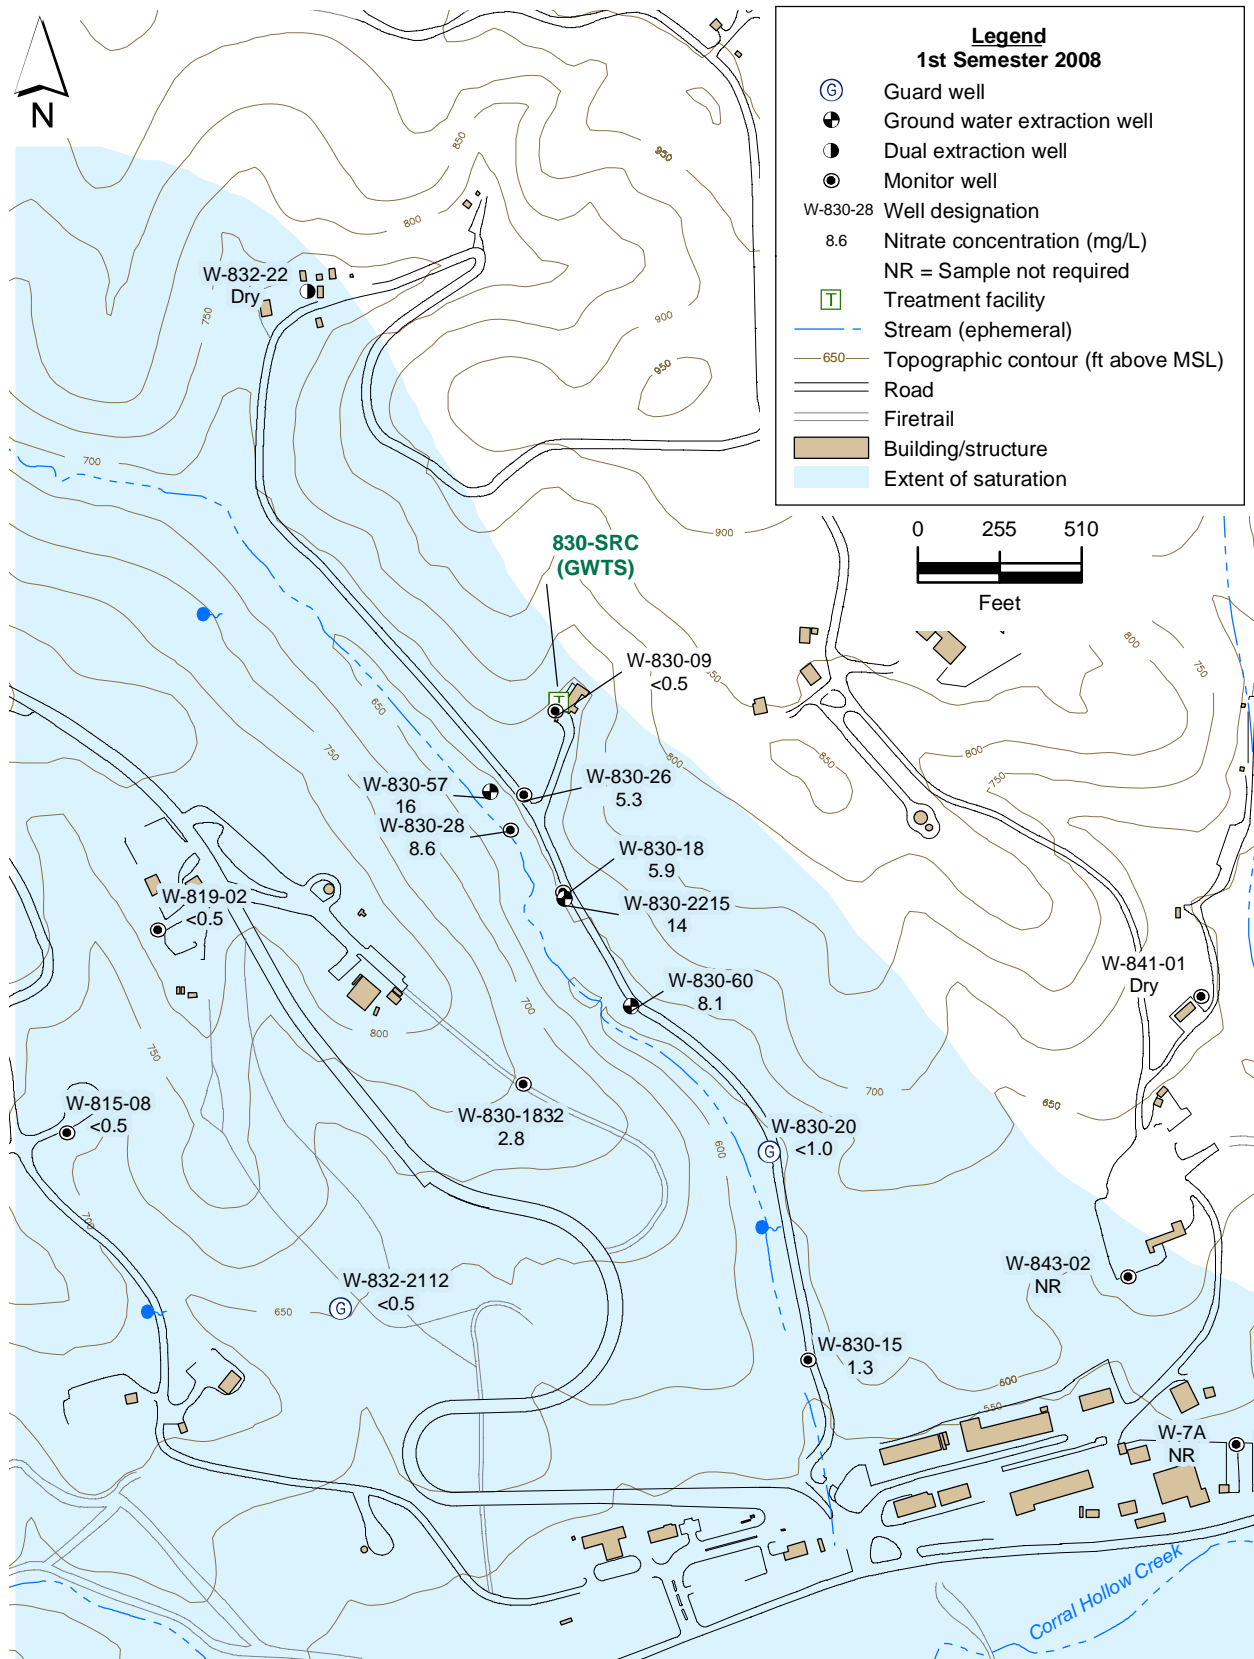 N
Legend
1st Semester 2008
G Guard well
Ground water extraction well
Dual extraction well
Monitor well
W-830-28 Well designation
8.6 Nitrate concentration (mg/L)
NR = Sample not required
T Treatment facility
Stream (ephemeral)
650 Topographic contour (ft above MSL)
Road
Firetrail
Building/structure
Extent of saturation
0 255 510
Feet
850
950
800
W-832-22
Dry
750
900
950
700
900
830-SRC
(GWTS)
800
750
W-830-09
<0.5
850
T
650
750
800
850
800
750
W-830-57
16
W-830-26
5.3
W-830-28
8.6
W-830-18
5.9
W-819-02
<0.5
W-830-2215
14
W-841-01
Dry
W-830-60
8.1
700
800
750
700
650
W-815-08
<0.5
W-830-1832
2.8
W-830-20
<1.0
G
600
700
W-843-02
NR
W-832-2112
<0.5
G
650
W-830-15
1.3
600
550
W-7A
NR
Corral Hollow Creek